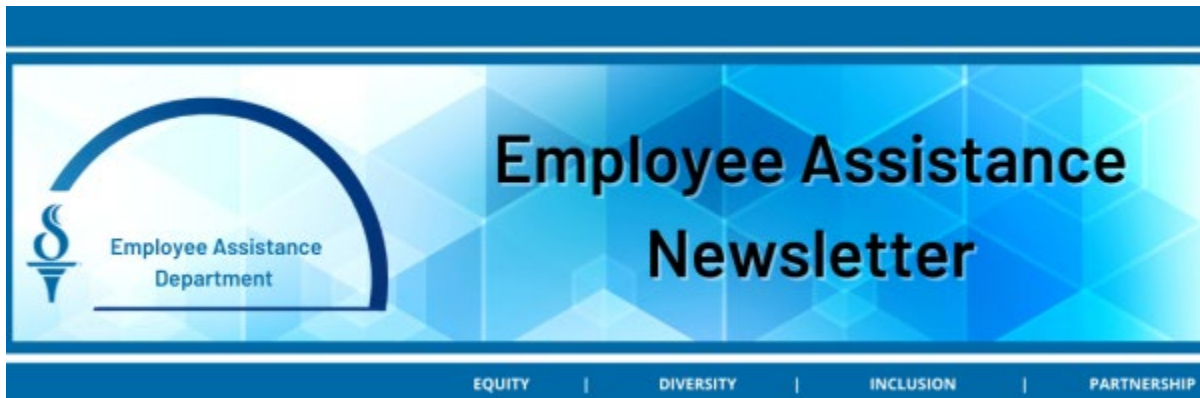 Employee Assistance
Department
Employee Assistance
Newsletter
EQUITY | DIVERSITY | INCLUSION | PARTNERSHIP